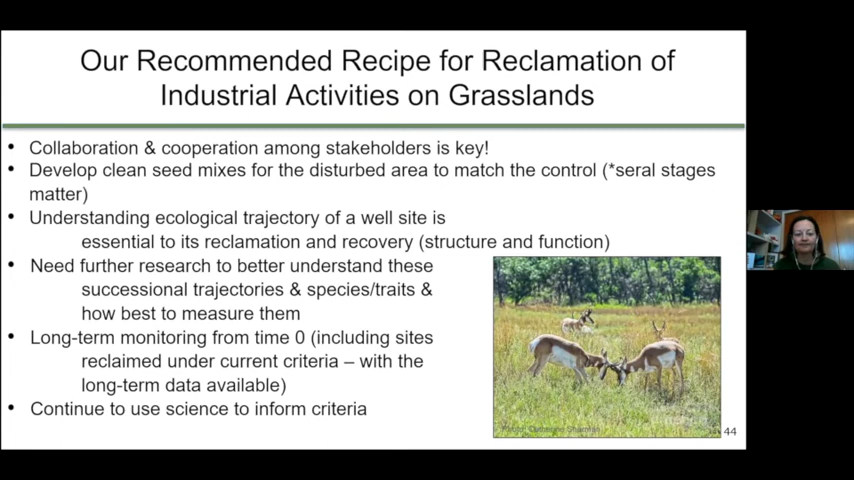 Our Recommended Recipe for Reclamation of
Industrial Activities on Grasslands
• Collaboration & cooperation among stakeholders is key!
• Develop clean seed mixes for the disturbed area to match the control (*seral stages
matter)
• Understanding ecological trajectory of a well site is
essential to its reclamation and recovery (structure and function)
• Need further research to better understand these
successional trajectories & species/traits &
how best to measure them
• Long-term monitoring from time 0 (including sites
reclaimed under current criteria – with the
long-term data available)
• Continue to use science to inform criteria
Photo: Catherine
44